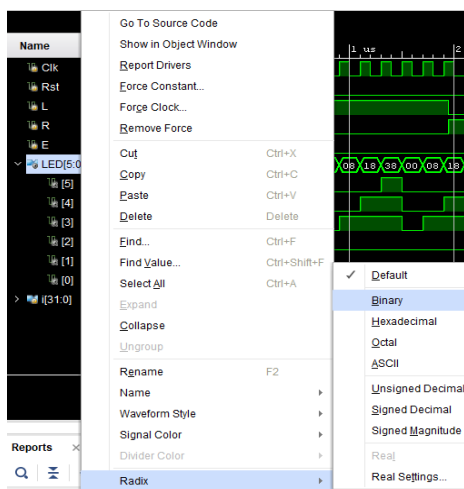 Name
Clk
Rst
L
R
E
LED[5:0
[5]
[4]
[3]
[2]
[1]
[0]
i[31:0]
Reports
Go To Source Code
Show in Object Window
Report Drivers
Force Constant...
Force Clock...
Remove Force
Cut Ctrl+X
Copy Ctrl+C
Paste Ctrl+V
Delete Delete
Find... Ctrl+F
Find Value... Ctrl+Shift+F
Select All Ctrl+A
Expand
Collapse
Ungroup
Rename F2
Name
Waveform Style
Signal Color
Divider Color
Radix
1 us 2
08 18 38 00 08 18
Default
Binary
Hexadecimal
Octal
ASCII
Unsigned Decimal
Signed Decimal
Signed Magnitude
Real
Real Settings...